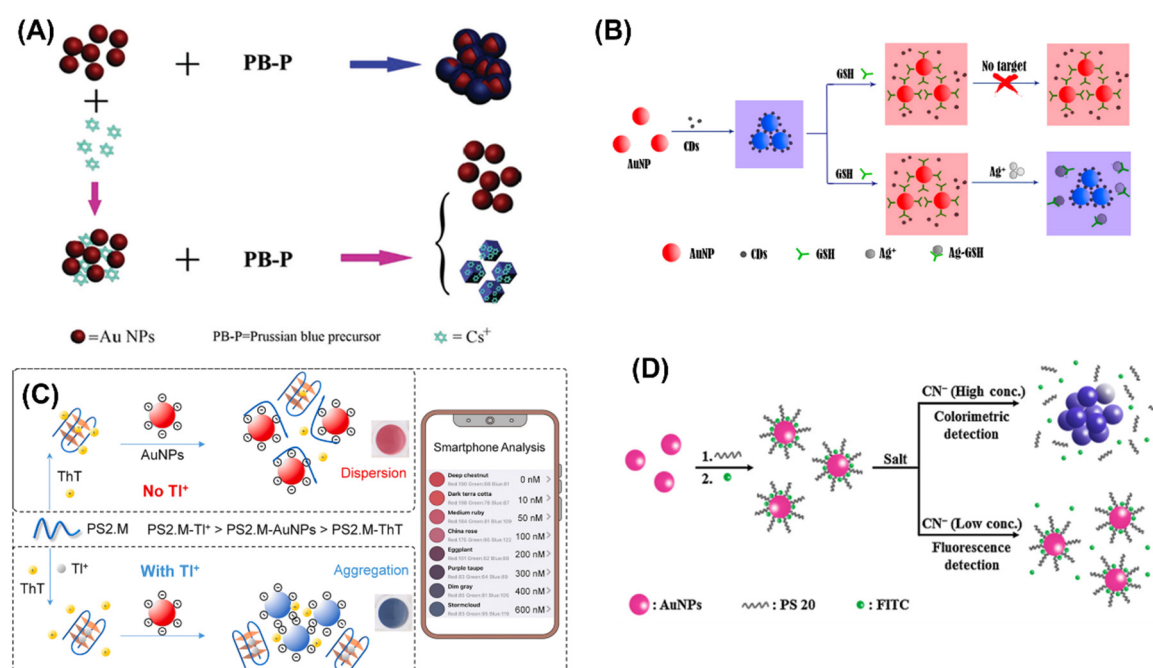 (A)
+
PB-P
+
+
PB-P
=Au NPs
PB-P=Prussian blue precursor
=Cs+
(B)
AuNP
CDs
GSH
No target
GSH
Ag+
AuNP
CDs
GSH
Ag+
Ag-GSH
(C)
ThT
AuNPs
No Tl+
Dispersion
PS2.M
PS2.M-Tl+ > PS2.M-AuNPs > PS2.M-ThT
ThT
Tl+
With Tl+
Aggregation
Smartphone Analysis
Deep chestnut
0 nM
Dark terra cotta
10 nM
Medium ruby
50 nM
China rose
100 nM
Eggplant
200 nM
Purple taupe
300 nM
Dim gray
400 nM
Stormcloud
600 nM
(D)
1.
2.
Salt
CN− (High conc.)
Colorimetric
detection
CN− (Low conc.)
Fluorescence
detection
: AuNPs
: PS 20
: FITC